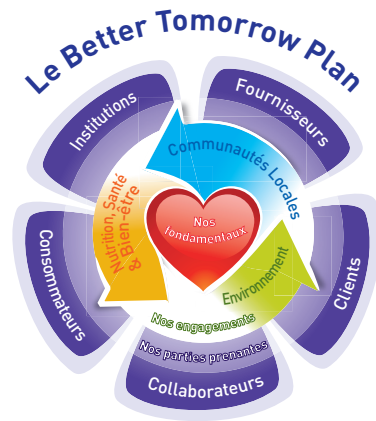 Le Better Tomorrow Plan
Institutions
Fournisseurs
Communautés Locales
Nutrition, Santé
& Bien-être
Nos
fondamentaux
Environnement
Consommateurs
Clients
Nos engagements
Nos parties prenantes
Collaborateurs